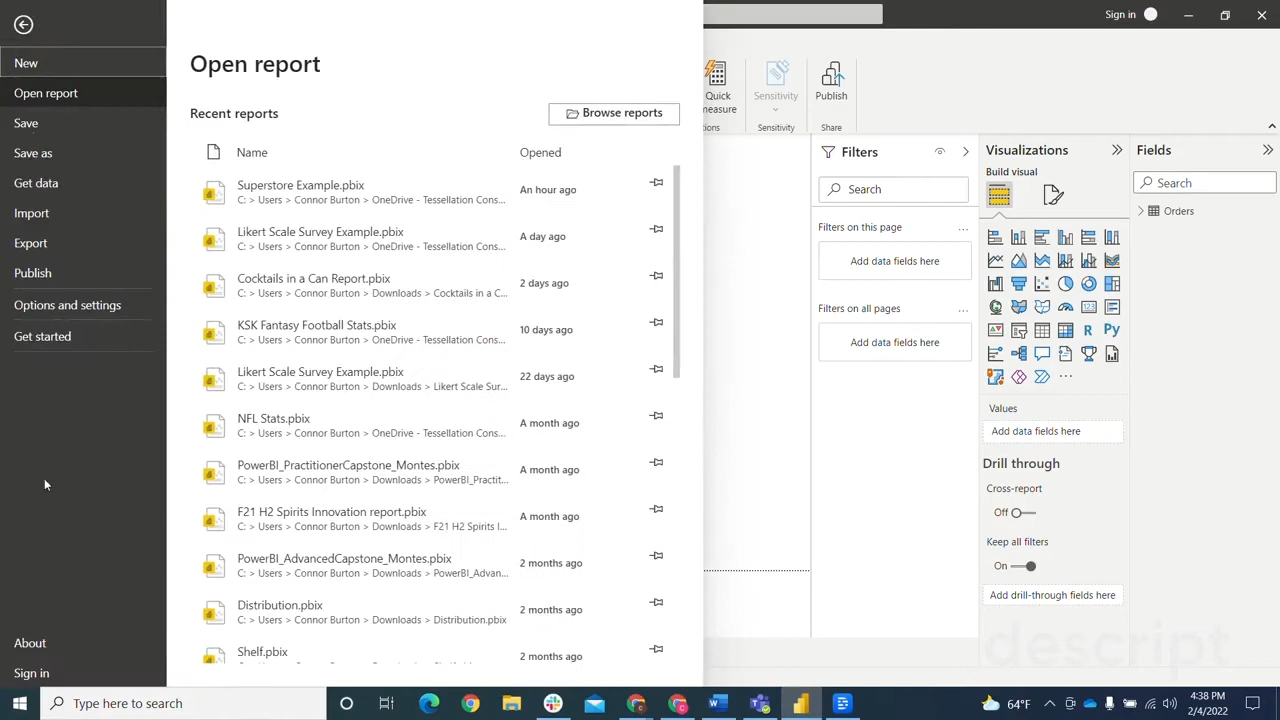 Sign in
New
Open report
Save
Save as
Get data
Import
Export
Publish
Options and settings
Get started
About
Sign in
Open report
Recent reports
Browse reports
Name
Opened
Superstore Example.pbix
C: > Users > Connor Burton > OneDrive - Tessellation Cons...
An hour ago
Likert Scale Survey Example.pbix
C: > Users > Connor Burton > OneDrive - Tessellation Cons...
A day ago
Cocktails in a Can Report.pbix
C: > Users > Connor Burton > Downloads > Cocktails in a C...
2 days ago
KSK Fantasy Football Stats.pbix
C: > Users > Connor Burton > OneDrive - Tessellation Cons...
10 days ago
Likert Scale Survey Example.pbix
C: > Users > Connor Burton > Downloads > Likert Scale Sur...
22 days ago
NFL Stats.pbix
C: > Users > Connor Burton > OneDrive - Tessellation Cons...
A month ago
PowerBI_PractitionerCapstone_Montes.pbix
C: > Users > Connor Burton > Downloads > PowerBI_Practit...
A month ago
F21 H2 Spirits Innovation report.pbix
C: > Users > Connor Burton > Downloads > F21 H2 Spirits I...
A month ago
PowerBI_AdvancedCapstone_Montes.pbix
C: > Users > Connor Burton > Downloads > PowerBI_Advan...
2 months ago
Distribution.pbix
C: > Users > Connor Burton > Downloads > Distribution.pbix
2 months ago
Shelf.pbix
2 months ago
Quick
measure
Sensitivity
Publish
Sensitivity
Share
Filters
Search
Filters on this page
...
Add data fields here
Filters on all pages
...
Add data fields here
Visualizations
Build visual
R
Py
Values
Add data fields here
Drill through
Cross-report
Off
Keep all filters
On
Add drill-through fields here
Fields
Search
Orders
descript
Type here to search
64°F
4:38 PM
2/4/2022